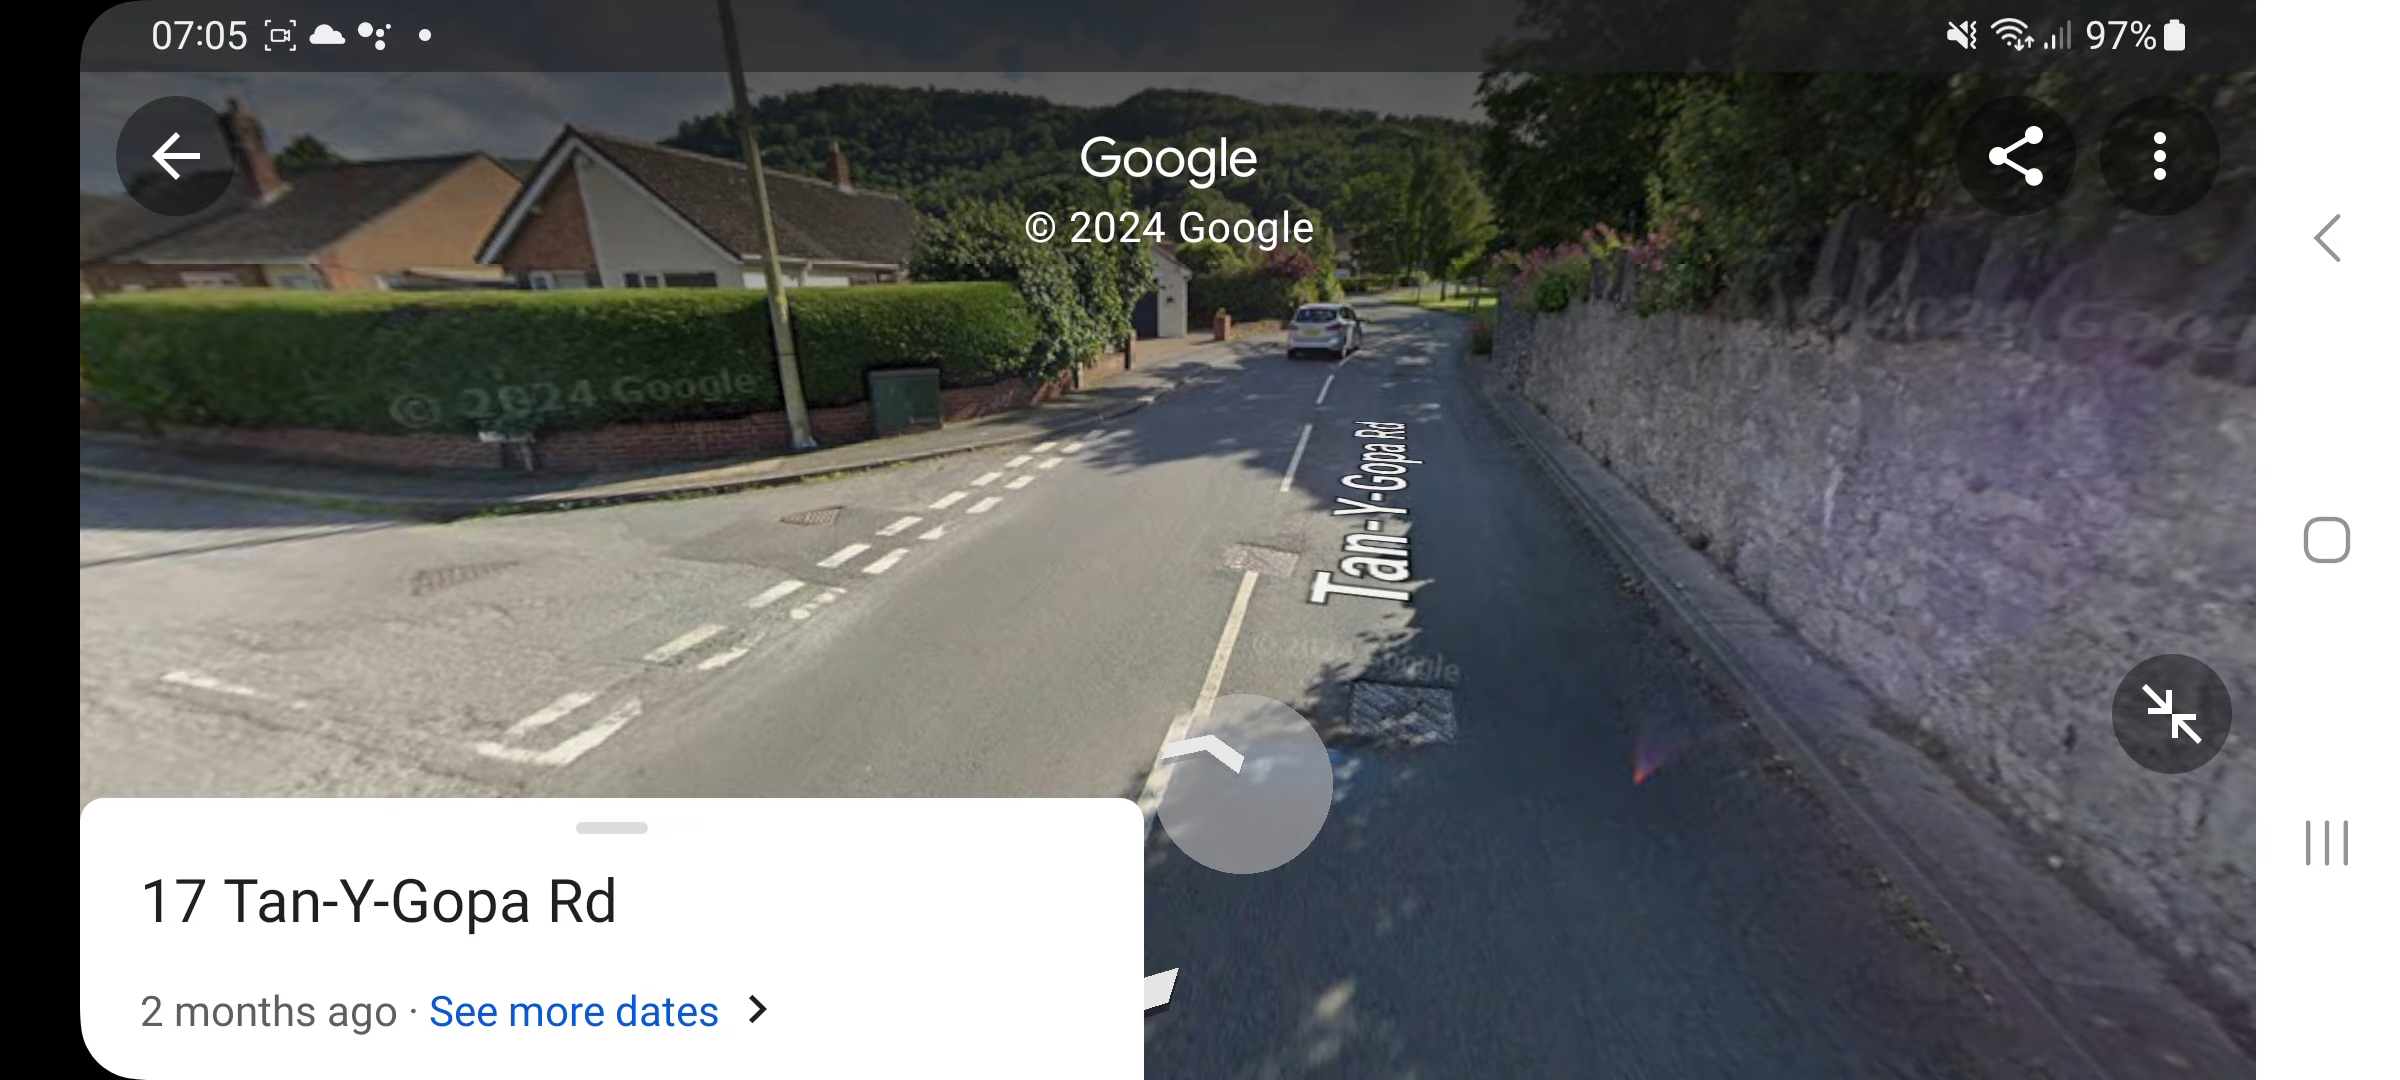 07:05
97%
Google
© 2024 Google
© 2024 Google
Tan-Y-Gopa Rd
17 Tan-Y-Gopa Rd
2 months ago · See more dates